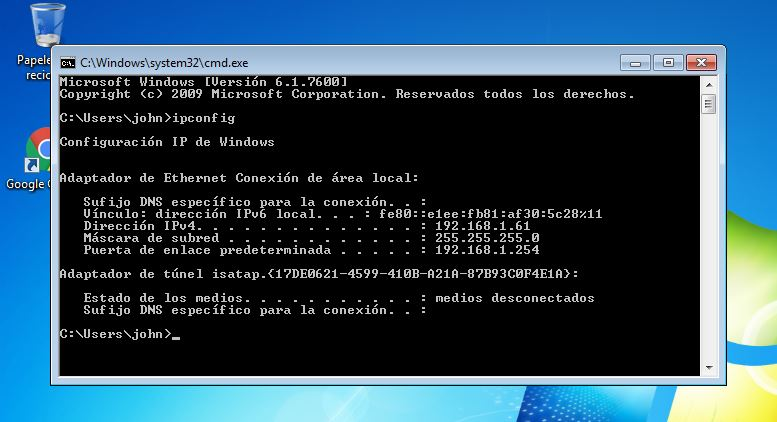 Papele
recic
Google C
C:\Windows\system32\cmd.exe
Microsoft Windows [Versión 6.1.7600]
Copyright (c) 2009 Microsoft Corporation. Reservados todos los derechos.
C:\Users\john>ipconfig
Configuración IP de Windows
Adaptador de Ethernet Conexión de área local:
Sufijo DNS específico para la conexión. . :
Vínculo: dirección IPv6 local. . . : fe80::e1ee:fb81:af30:5c28%11
Dirección IPv4. . . . . . . . . . . . . . : 192.168.1.61
Máscara de subred . . . . . . . . . . . . : 255.255.255.0
Puerta de enlace predeterminada . . . . . : 192.168.1.254
Adaptador de túnel isatap.{17DE0621-4599-410B-A21A-87B93C0F4E1A}:
Estado de los medios. . . . . . . . . . . : medios desconectados
Sufijo DNS específico para la conexión. . :
C:\Users\john>_